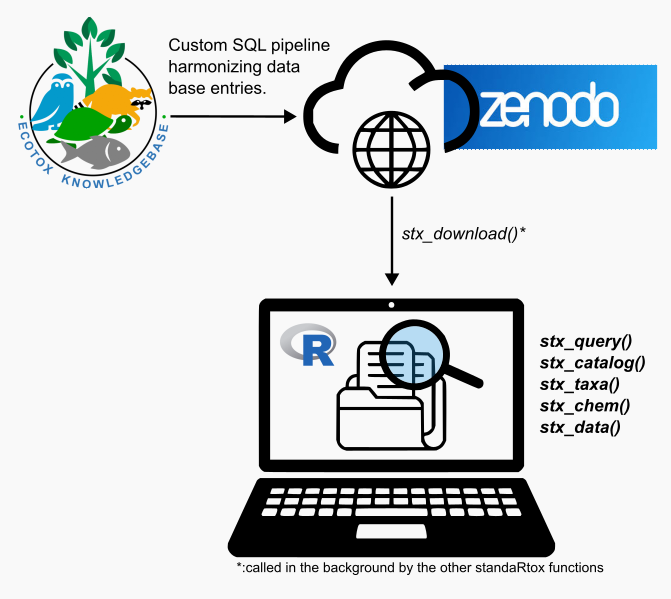 Custom SQL pipeline
harmonizing data
base entries.
ECOTOX KNOWLEDGEBASE
zenodo
stx_download()*
R
stx_query()
stx_catalog()
stx_taxa()
stx_chem()
stx_data()
*:called in the background by the other standaRtox functions